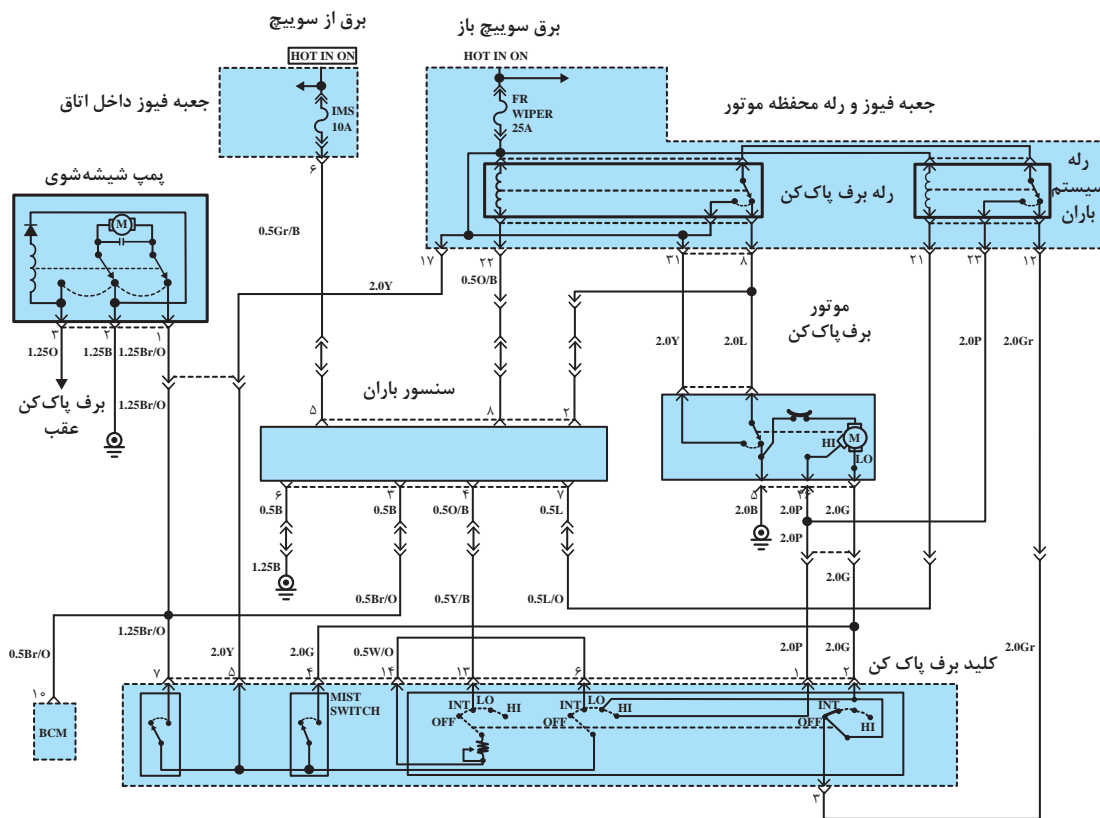 برق از سوییچ
برق سوییچ باز
HOT IN ON
HOT IN ON
جعبه فیوز داخل اتاق
IMS
10A
FR
WIPER
25A
جعبه فیوز و رله محفظه موتور
رله
سیستم
باران
رله برف پاک‌کن
پمپ شیشه‌شوی
M
۶
0.5Gr/B
۱۷
۲۲
۳۱
۸
۲۱
۲۳
۱۲
2.0Y
0.5O/B
۳
۲
۱
1.25O
1.25B
1.25Br/O
1.25Br/O
برف پاک‌کن
عقب
موتور
برف‌پاک‌کن
2.0Y
2.0L
2.0P
2.0Gr
سنسور باران
۵
۸
۲
M
HI
LO
۶
۳
۴
۷
0.5B
0.5B
0.5O/B
0.5L
1.25B
۵
2.0B
2.0P
2.0G
2.0P
2.0G
0.5Br/O
0.5Y/B
0.5L/O
0.5Br/O
1.25Br/O
2.0Y
2.0G
0.5W/O
2.0P
2.0G
2.0Gr
کلید برف پاک کن
۷
۵
۴
۱۴
۱۳
۶
۱
۲
۱۰
BCM
MIST
SWITCH
OFF
INT
LO
HI
OFF
INT
LO
HI
OFF
INT
HI
۳